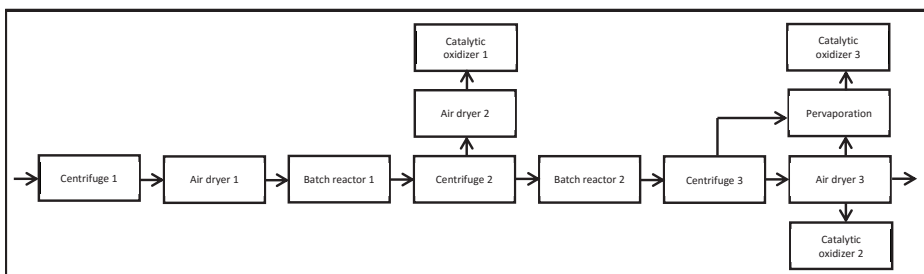 Catalytic
oxidizer 1
Catalytic
oxidizer 3
Air dryer 2
Pervaporation
Centrifuge 1
Air dryer 1
Batch reactor 1
Centrifuge 2
Batch reactor 2
Centrifuge 3
Air dryer 3
Catalytic
oxidizer 2